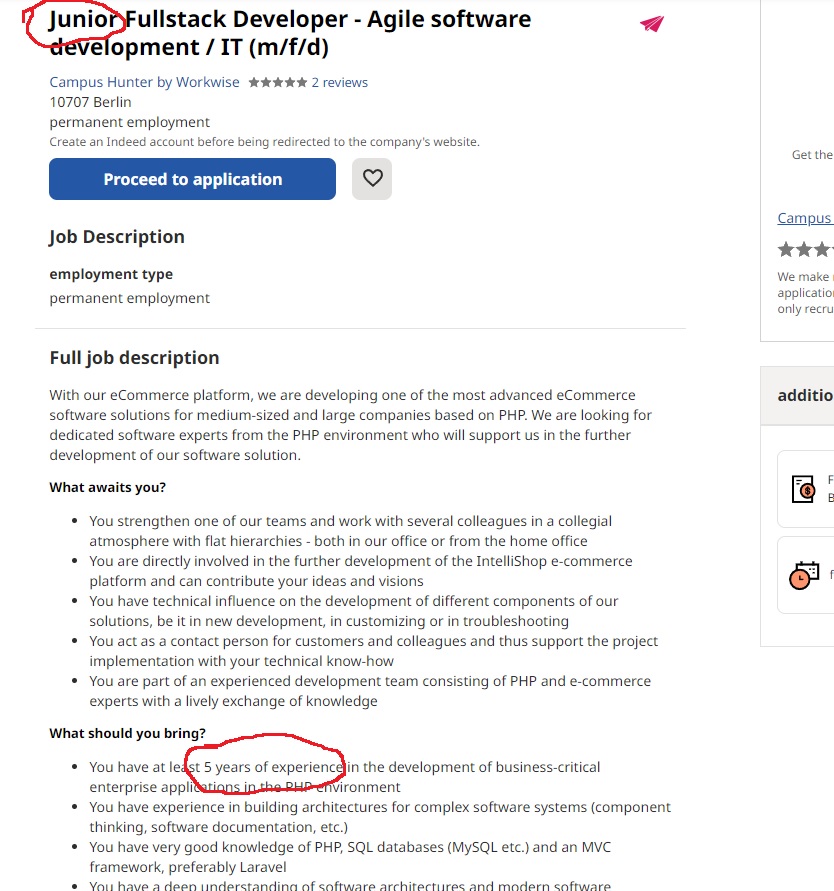 Junior Fullstack Developer - Agile software
development / IT (m/f/d)
Campus Hunter by Workwise ★★★★★ 2 reviews
10707 Berlin
permanent employment
Create an Indeed account before being redirected to the company's website.
Proceed to application
Job Description
employment type
permanent employment
Full job description
With our eCommerce platform, we are developing one of the most advanced eCommerce
software solutions for medium-sized and large companies based on PHP. We are looking for
dedicated software experts from the PHP environment who will support us in the further
development of our software solution.
What awaits you?
• You strengthen one of our teams and work with several colleagues in a collegial
atmosphere with flat hierarchies - both in our office or from the home office
• You are directly involved in the further development of the IntelliShop e-commerce
platform and can contribute your ideas and visions
• You have technical influence on the development of different components of our
solutions, be it in new development, in customizing or in troubleshooting
• You act as a contact person for customers and colleagues and thus support the project
implementation with your technical know-how
• You are part of an experienced development team consisting of PHP and e-commerce
experts with a lively exchange of knowledge
What should you bring?
• You have at least 5 years of experience in the development of business-critical
enterprise applications in the PHP environment
• You have experience in building architectures for complex software systems (component
thinking, software documentation, etc.)
• You have very good knowledge of PHP, SQL databases (MySQL etc.) and an MVC
framework, preferably Laravel
• You have a deep understanding of software architectures and modern software
Get the
Campus
★★★
We make
application
only recru
additio
F
B
f